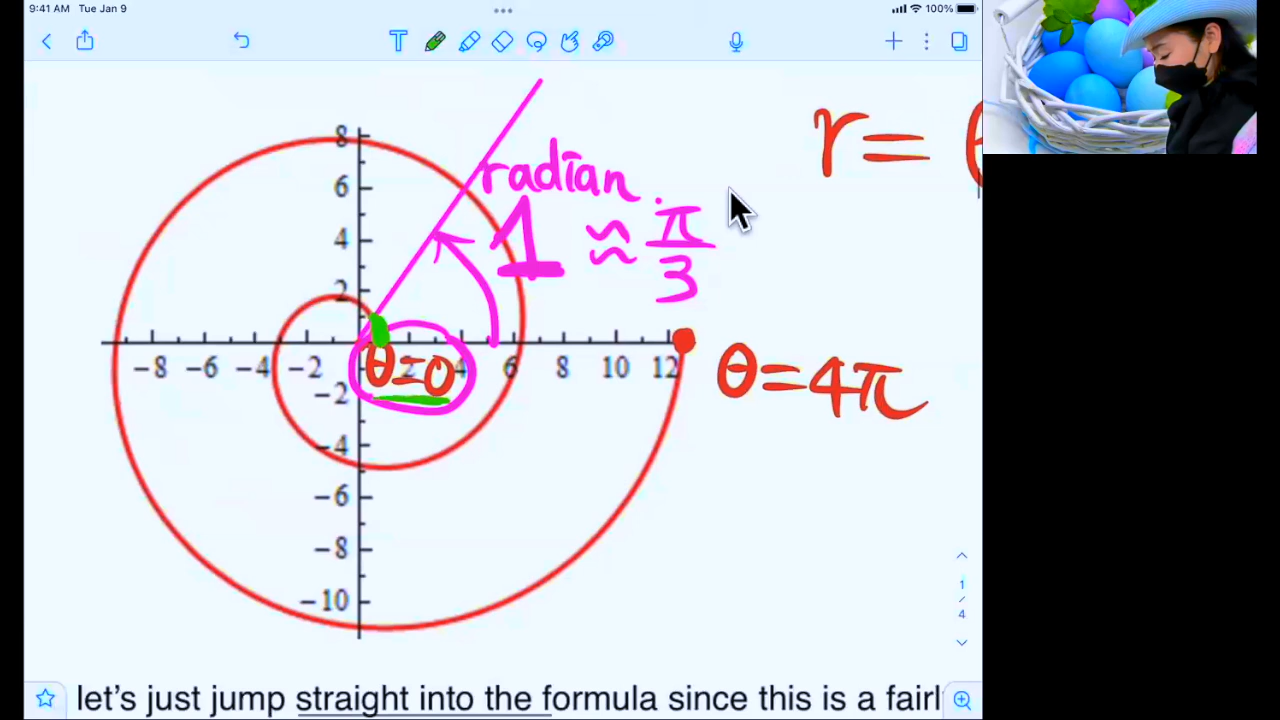 9:41 AM Tue Jan 9
100%
T
r = θ
radian
1 ≈ π/3
8
6
4
2
−8 −6 −4 −2 2 4 6 8 10 12
θ=0
θ=4π
−2
−4
−6
−8
−10
1
/
4
let's just jump straight into the formula since this is a fairl